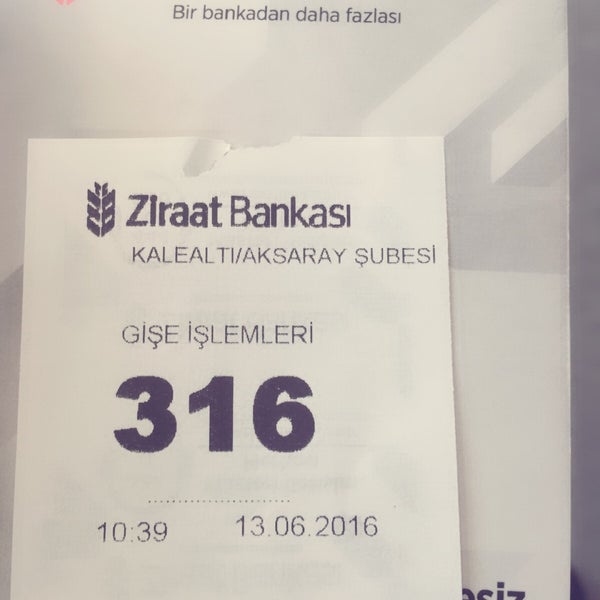 Bir bankadan daha fazlası
Ziraat Bankası
KALEALTI/AKSARAY ŞUBESİ
GİŞE İŞLEMLERİ
316
10:39 13.06.2016